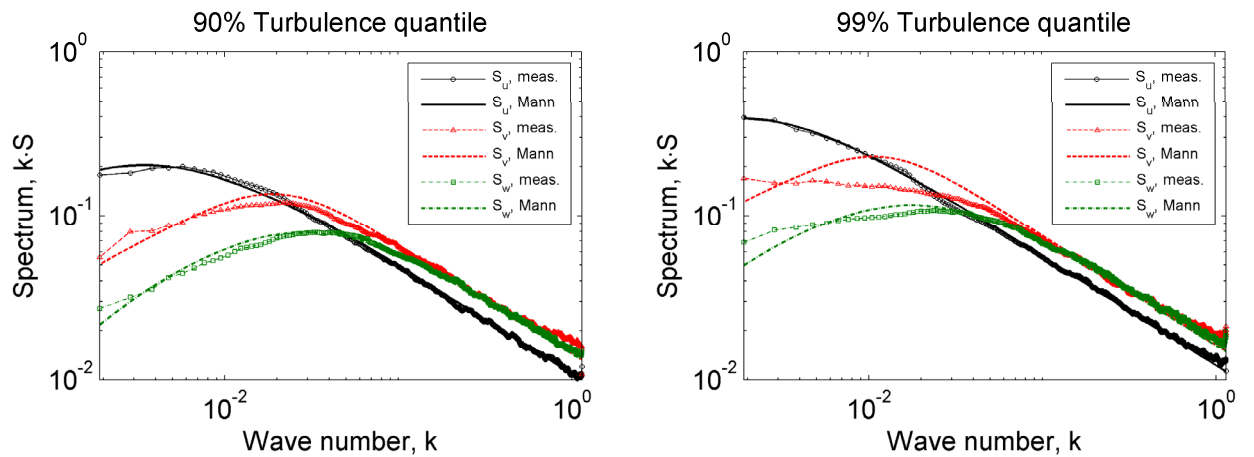 90% Turbulence quantile
10^0
10^-1
10^-2
Spectrum, k·S
10^-2
10^0
Wave number, k
S_u, meas.
S_u, Mann
S_v, meas.
S_v, Mann
S_w, meas.
S_w, Mann
99% Turbulence quantile
10^0
10^-1
10^-2
Spectrum, k·S
10^-2
10^0
Wave number, k
S_u, meas.
S_u, Mann
S_v, meas.
S_v, Mann
S_w, meas.
S_w, Mann